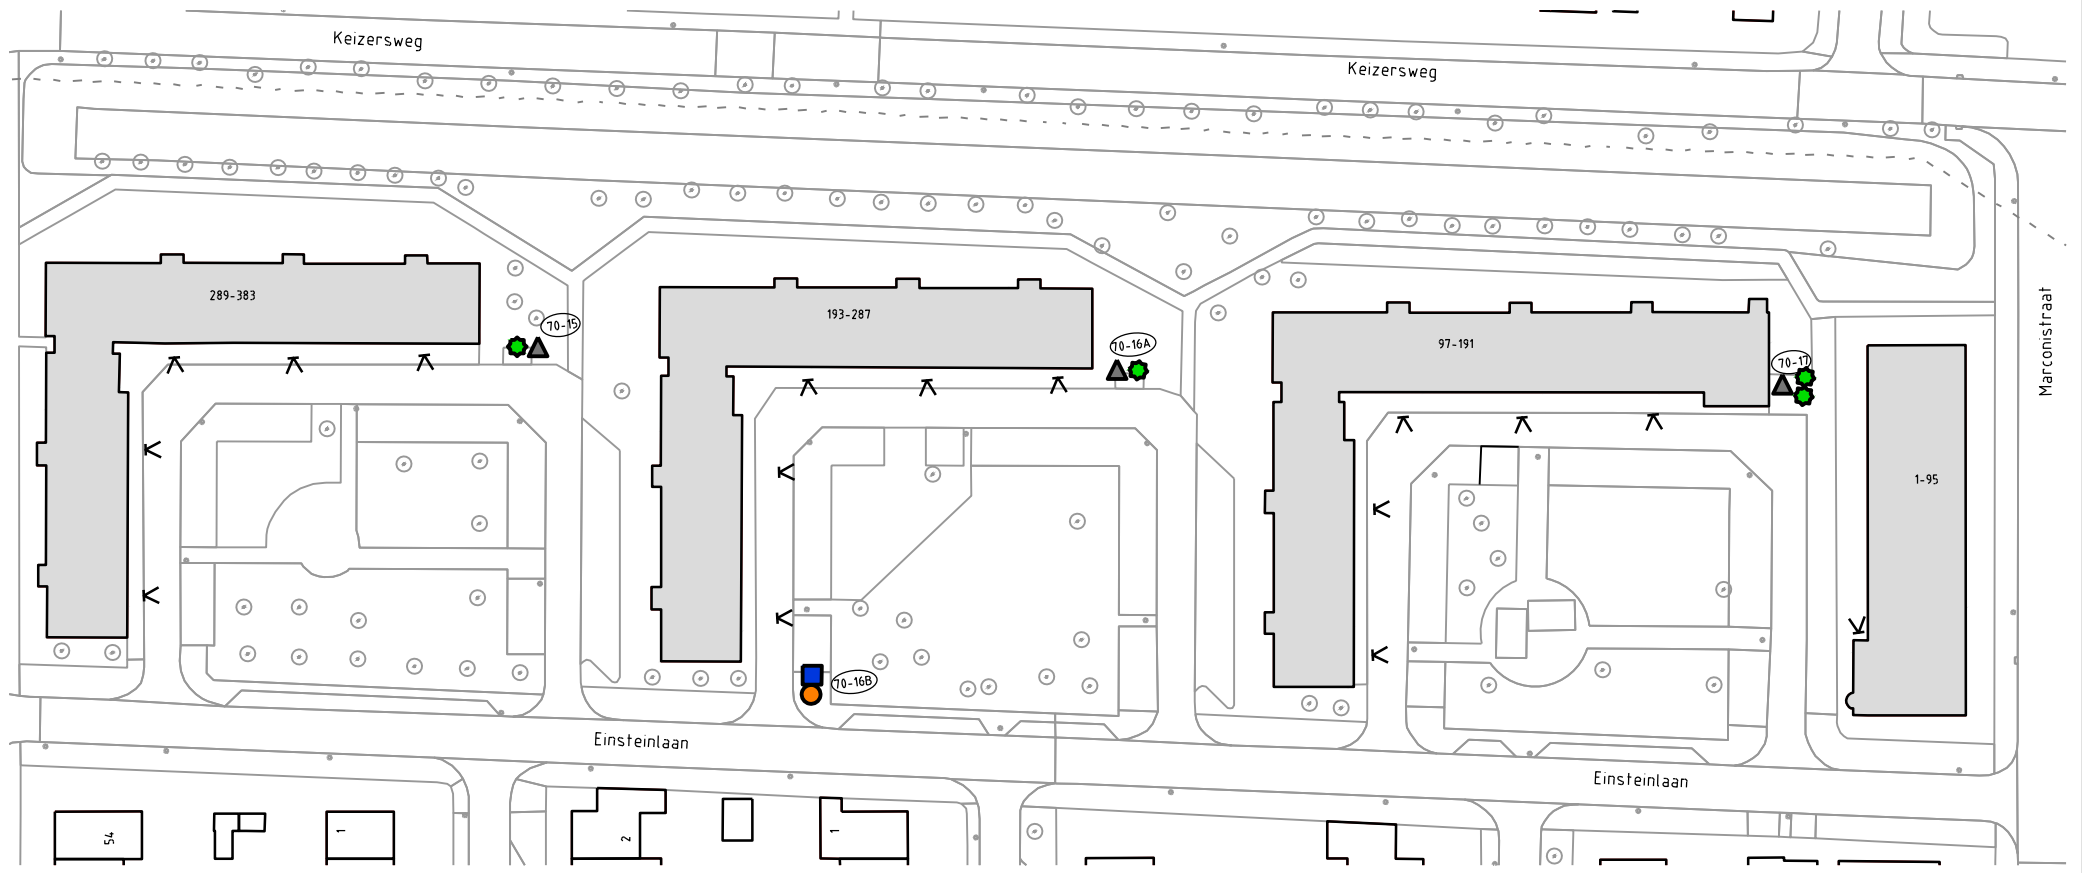 Keizersweg
Keizersweg
289-383
193-287
97-191
1-95
70-15
70-16A
70-17
70-16B
Marconistraat
Einsteinlaan
Einsteinlaan
54
1
2
1